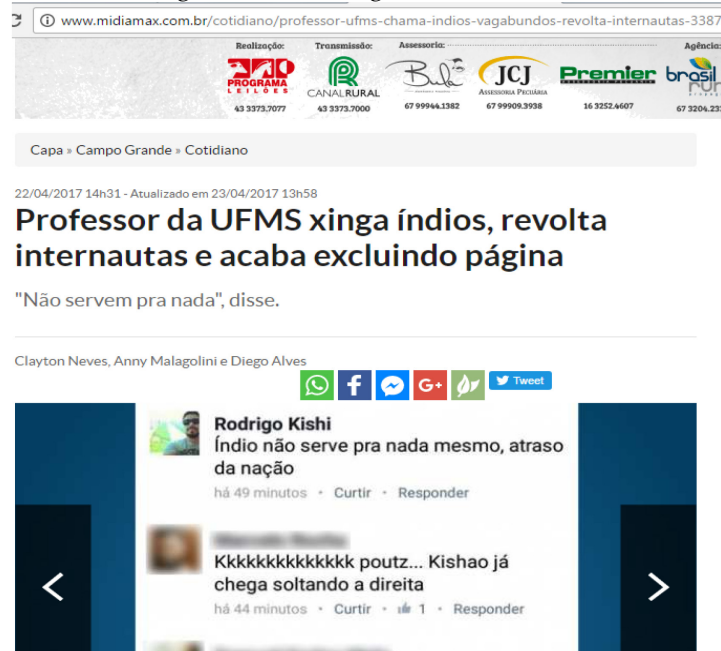 www.midiamax.com.br/cotidiano/professor-ufms-chama-indios-vagabundos-revolta-internautas-3387
Realização: Transmissão: Assessoria: Agência:
PROGRAMA LEILÕES CANAL RURAL JCJ ASSESSORIA PECUÁRIA Premier brasil
43 3373.7077 43 3373.7000 67 99944.1382 67 99909.3938 16 3252.4607 67 3204.23
Capa » Campo Grande » Cotidiano
22/04/2017 14h31 - Atualizado em 23/04/2017 13h58
Professor da UFMS xinga índios, revolta
internautas e acaba excluindo página
"Não servem pra nada", disse.
Clayton Neves, Anny Malagolini e Diego Alves
G+ Tweet
Rodrigo Kishi
Índio não serve pra nada mesmo, atraso
da nação
há 49 minutos · Curtir · Responder
Kkkkkkkkkkkkk poutz... Kishao já
chega soltando a direita
há 44 minutos · Curtir · 1 · Responder